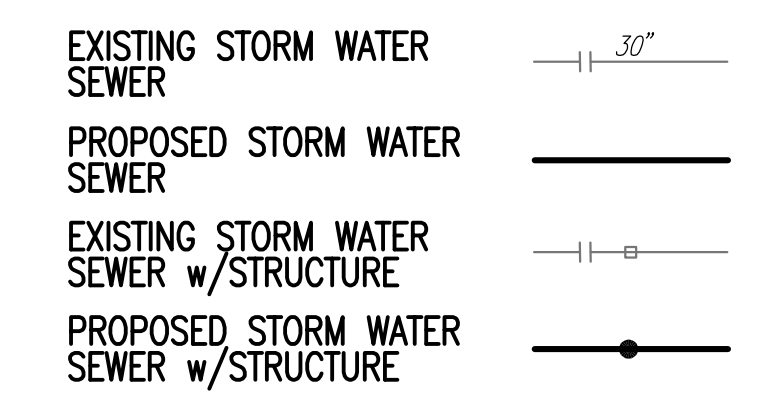 EXISTING STORM WATER
SEWER
30"
PROPOSED STORM WATER
SEWER
EXISTING STORM WATER
SEWER w/STRUCTURE
PROPOSED STORM WATER
SEWER w/STRUCTURE